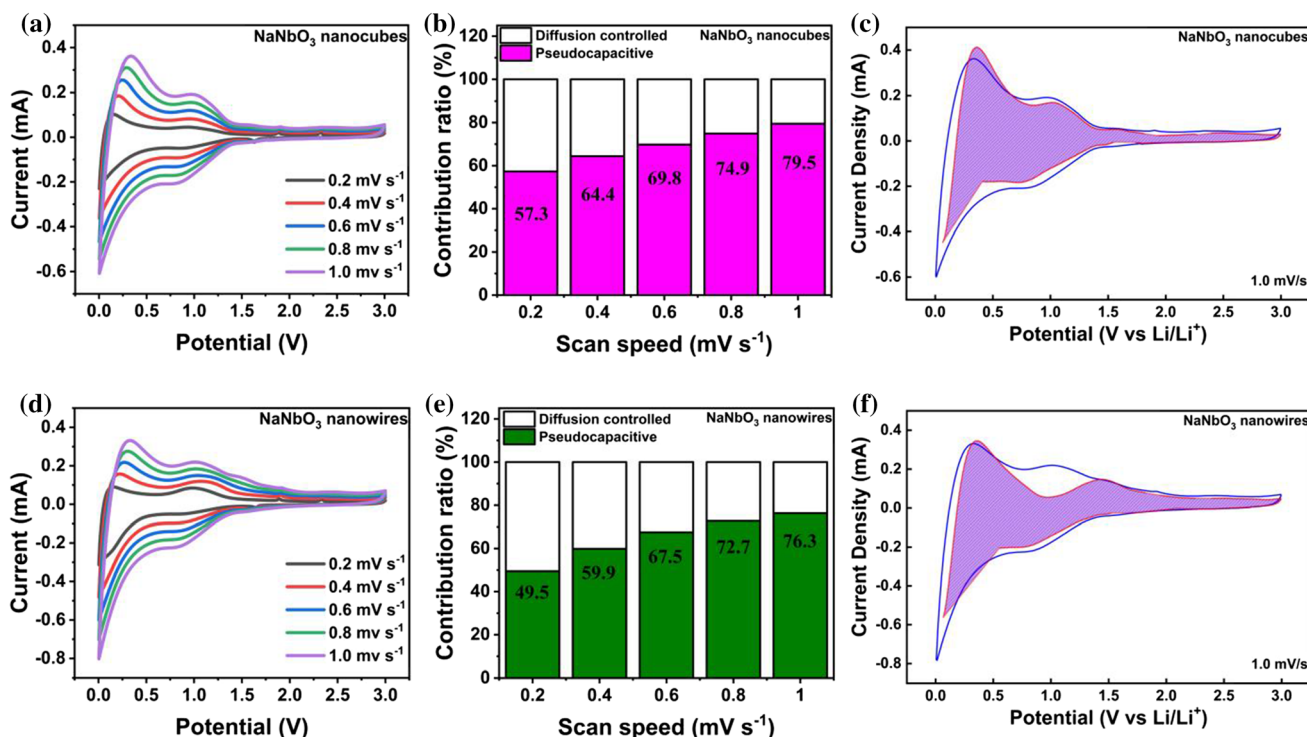 (a)
NaNbO₃ nanocubes
0.4
0.2
0.0
-0.2
-0.4
-0.6
Current (mA)
0.2 mV s⁻¹
0.4 mV s⁻¹
0.6 mV s⁻¹
0.8 mv s⁻¹
1.0 mv s⁻¹
0.0 0.5 1.0 1.5 2.0 2.5 3.0
Potential (V)
(b)
Diffusion controlled
Pseudocapacitive
NaNbO₃ nanocubes
120
100
80
60
40
20
0
Contribution ratio (%)
57.3 64.4 69.8 74.9 79.5
0.2 0.4 0.6 0.8 1
Scan speed (mV s⁻¹)
(c)
NaNbO₃ nanocubes
0.4
0.2
0.0
-0.2
-0.4
-0.6
Current Density (mA)
1.0 mV/s
0.0 0.5 1.0 1.5 2.0 2.5 3.0
Potential (V vs Li/Li⁺)
(d)
NaNbO₃ nanowires
0.4
0.2
0.0
-0.2
-0.4
-0.6
-0.8
Current (mA)
0.2 mV s⁻¹
0.4 mV s⁻¹
0.6 mV s⁻¹
0.8 mv s⁻¹
1.0 mv s⁻¹
0.0 0.5 1.0 1.5 2.0 2.5 3.0
Potential (V)
(e)
Diffusion controlled
Pseudocapacitive
NaNbO₃ nanowires
120
100
80
60
40
20
0
Contribution ratio (%)
49.5 59.9 67.5 72.7 76.3
0.2 0.4 0.6 0.8 1
Scan speed (mV s⁻¹)
(f)
NaNbO₃ nanowires
0.4
0.2
0.0
-0.2
-0.4
-0.6
-0.8
Current Density (mA)
1.0 mV/s
0.0 0.5 1.0 1.5 2.0 2.5 3.0
Potential (V vs Li/Li⁺)